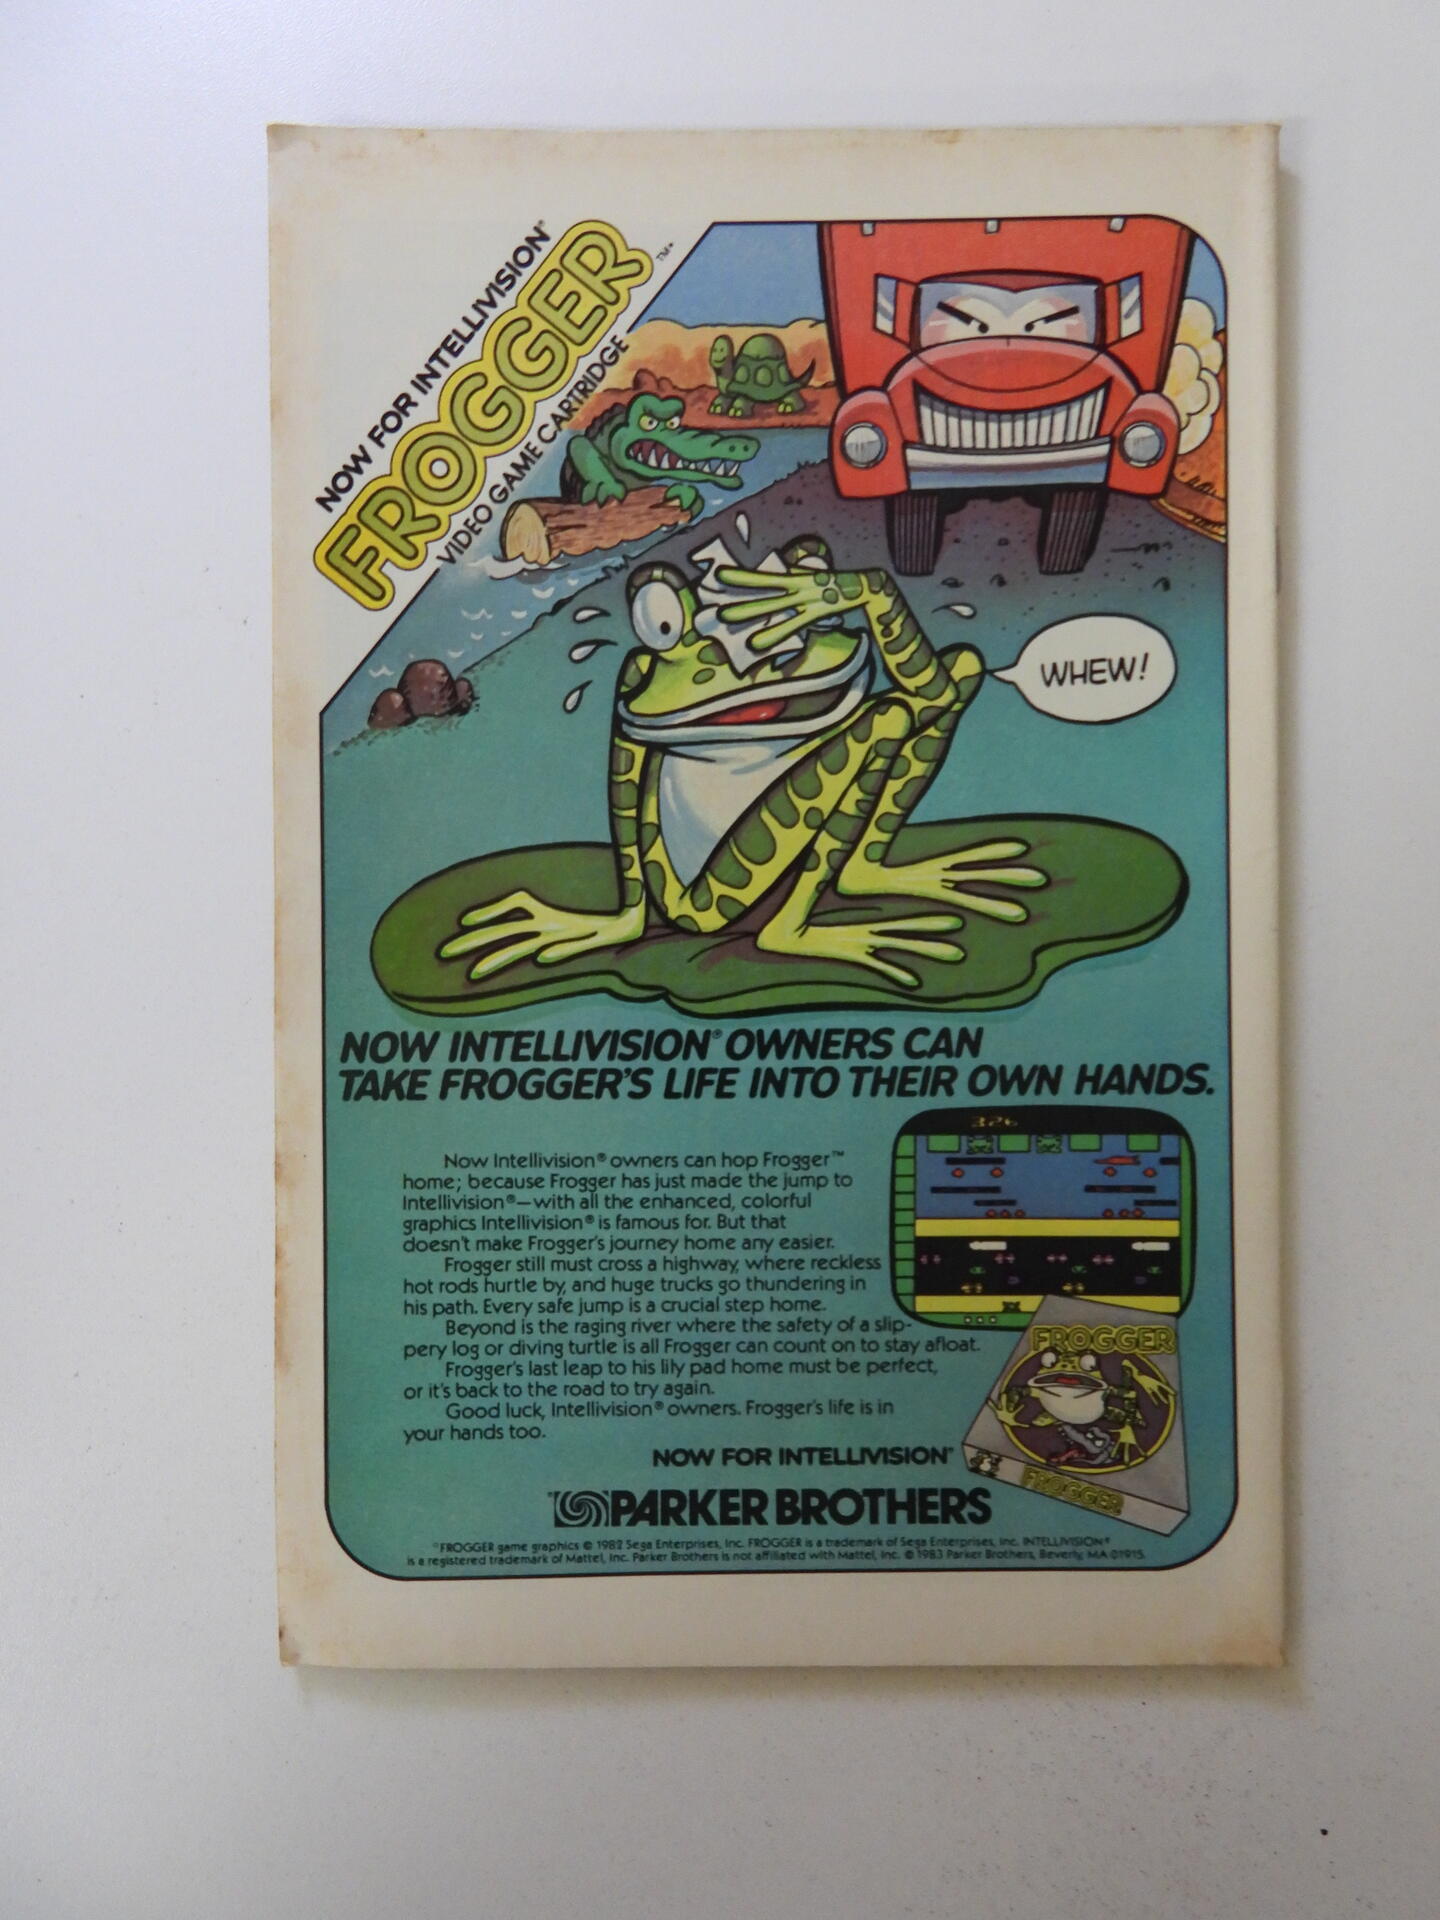 NOW FOR INTELLIVISION®
FROGGER™*
VIDEO GAME CARTRIDGE
WHEW!
NOW INTELLIVISION® OWNERS CAN
TAKE FROGGER'S LIFE INTO THEIR OWN HANDS.
326
Now Intellivision® owners can hop Frogger™
home; because Frogger has just made the jump to
Intellivision®—with all the enhanced, colorful
graphics Intellivision® is famous for. But that
doesn't make Frogger's journey home any easier.
Frogger still must cross a highway, where reckless
hot rods hurtle by, and huge trucks go thundering in
his path. Every safe jump is a crucial step home.
Beyond is the raging river where the safety of a slip-
pery log or diving turtle is all Frogger can count on to stay afloat.
Frogger's last leap to his lily pad home must be perfect,
or it's back to the road to try again.
Good luck, Intellivision® owners. Frogger's life is in
your hands too.
FROGGER
FROGGER
NOW FOR INTELLIVISION®
PARKER BROTHERS
*FROGGER game graphics © 1982 Sega Enterprises, Inc. FROGGER is a trademark of Sega Enterprises, Inc. INTELLIVISION®
is a registered trademark of Mattel, Inc. Parker Brothers is not affiliated with Mattel, Inc. © 1983 Parker Brothers, Beverly, MA 01915.